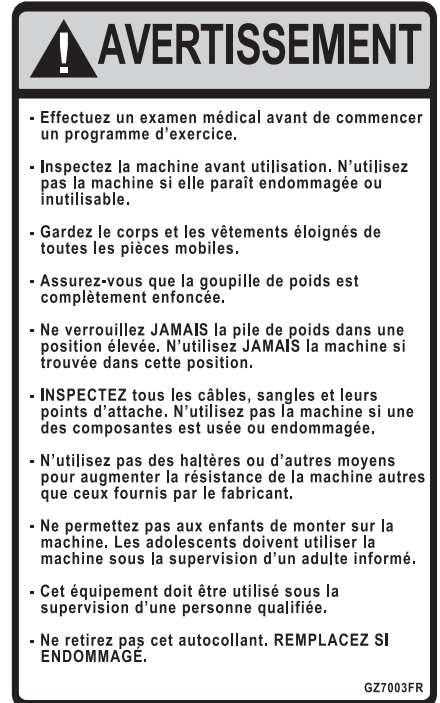 AVERTISSEMENT
- Effectuez un examen médical avant de commencer
un programme d'exercice.
- Inspectez la machine avant utilisation. N'utilisez
pas la machine si elle paraît endommagée ou
inutilisable.
- Gardez le corps et les vêtements éloignés de
toutes les pièces mobiles.
- Assurez-vous que la goupille de poids est
complètement enfoncée.
- Ne verrouillez JAMAIS la pile de poids dans une
position élevée. N'utilisez JAMAIS la machine si
trouvée dans cette position.
- INSPECTEZ tous les câbles, sangles et leurs
points d'attache. N'utilisez pas la machine si une
des composantes est usée ou endommagée.
- N'utilisez pas des haltères ou d'autres moyens
pour augmenter la résistance de la machine autres
que ceux fournis par le fabricant.
- Ne permettez pas aux enfants de monter sur la
machine. Les adolescents doivent utiliser la
machine sous la supervision d'un adulte informé.
- Cet équipement doit être utilisé sous la
supervision d'une personne qualifiée.
- Ne retirez pas cet autocollant. REMPLACEZ SI
ENDOMMAGÉ.
GZ7003FR